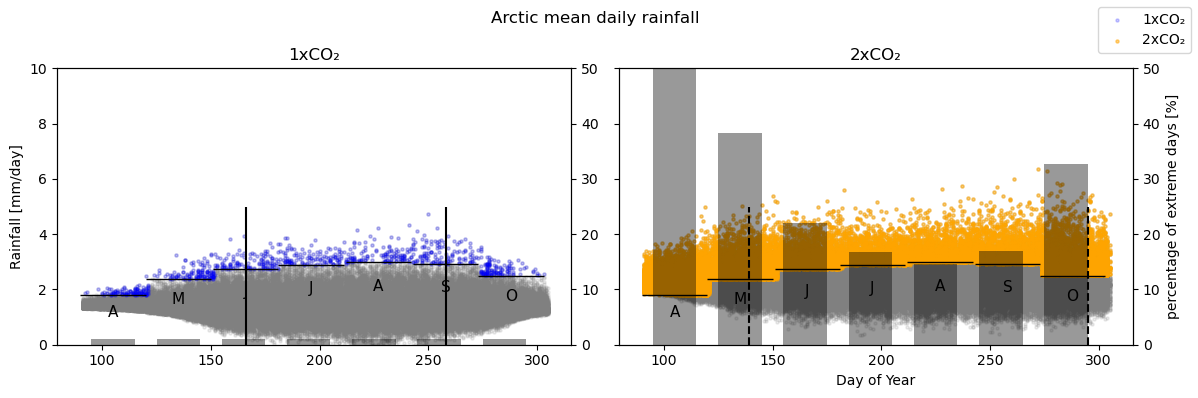 Arctic mean daily rainfall
1xCO₂
2xCO₂
1xCO₂
2xCO₂
Rainfall [mm/day]
10
8
6
4
2
0
50
40
30
20
10
0
A
M
J
J
A
S
O
100
150
200
250
300
A
M
J
J
A
S
O
100
150
200
250
300
Day of Year
50
40
30
20
10
0
percentage of extreme days [%]